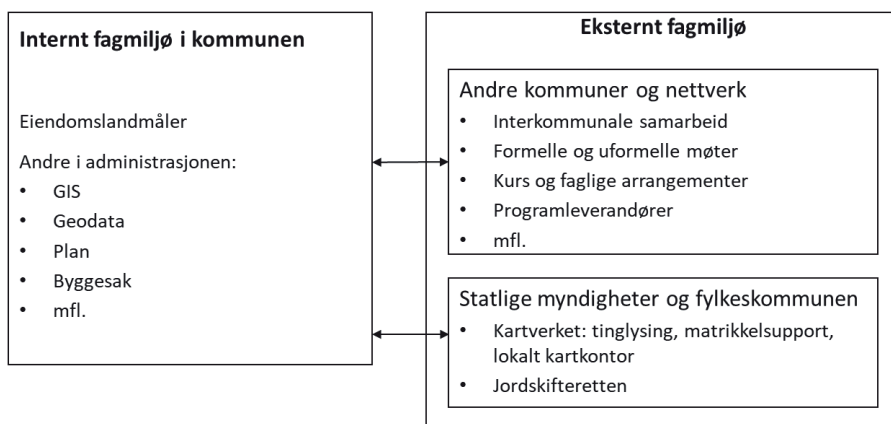 Internt fagmiljø i kommunen
Eiendomslandmåler
Andre i administrasjonen:
• GIS
• Geodata
• Plan
• Byggesak
• mfl.
Eksternt fagmiljø
Andre kommuner og nettverk
• Interkommunale samarbeid
• Formelle og uformelle møter
• Kurs og faglige arrangementer
• Programleverandører
• mfl.
Statlige myndigheter og fylkeskommunen
• Kartverket: tinglysing, matrikkelsupport,
lokalt kartkontor
• Jordskifteretten